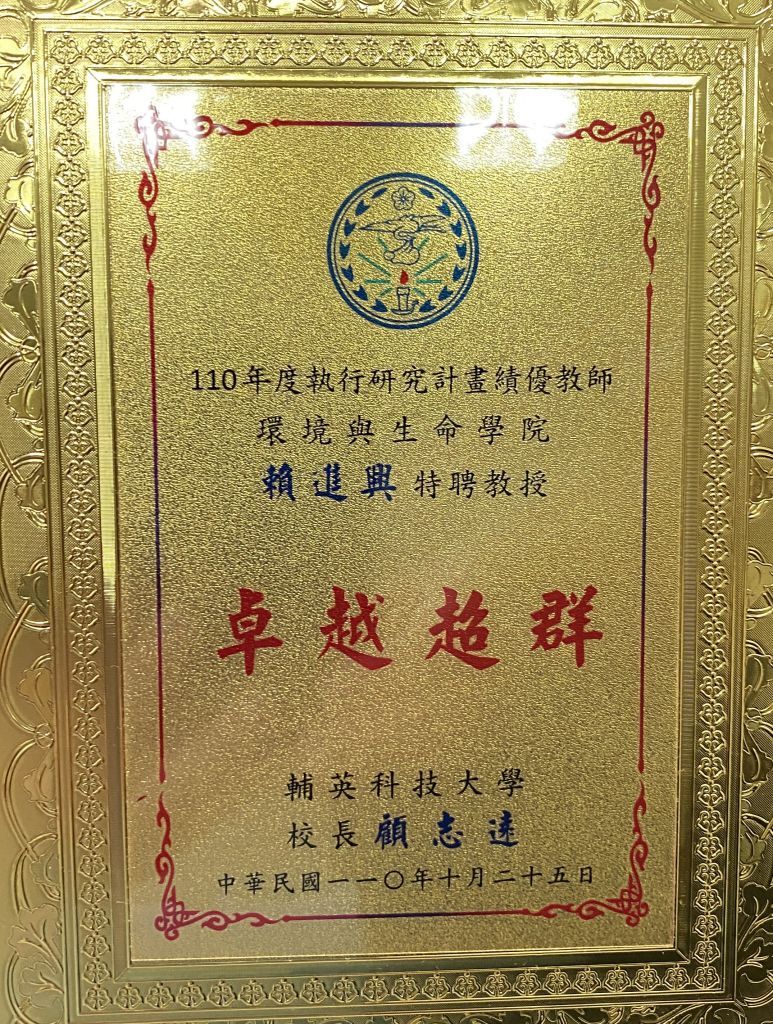 110年度執行研究計畫績優教師
環境與生命學院
賴進興特聘教授
卓越超群
輔英科技大學
校長顧志遠
中華民國一一〇年十月二十五日